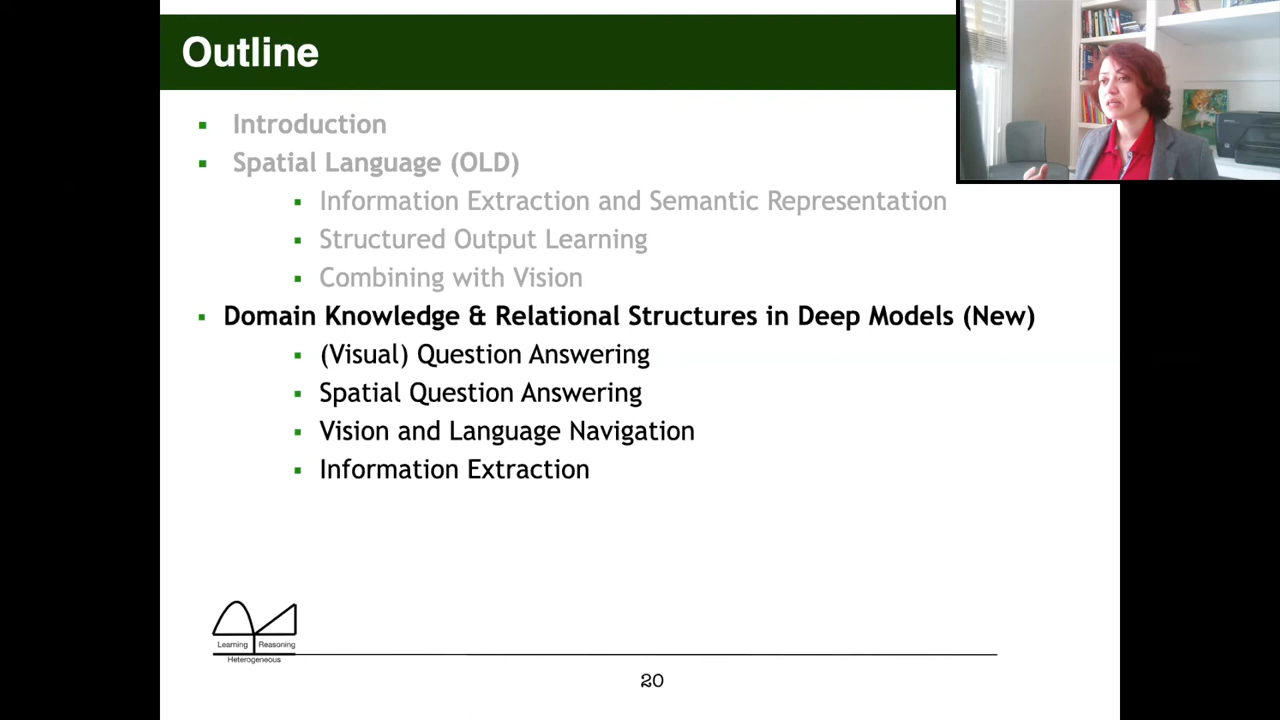 Outline
Introduction
Spatial Language (OLD)
Information Extraction and Semantic Representation
Structured Output Learning
Combining with Vision
Domain Knowledge & Relational Structures in Deep Models (New)
(Visual) Question Answering
Spatial Question Answering
Vision and Language Navigation
Information Extraction
Learning Reasoning
Heterogeneous
20